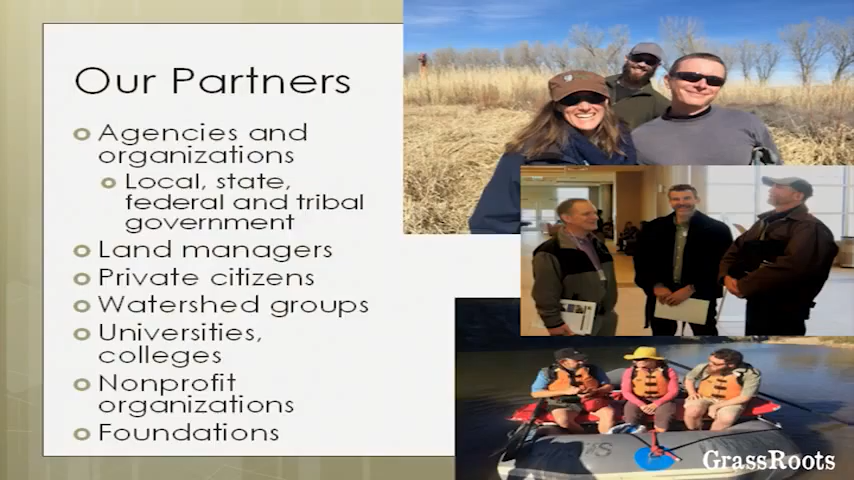 Our Partners
Agencies and
organizations
Local, state,
federal and tribal
government
Land managers
Private citizens
Watershed groups
Universities,
colleges
Nonprofit
organizations
Foundations
GrassRoots